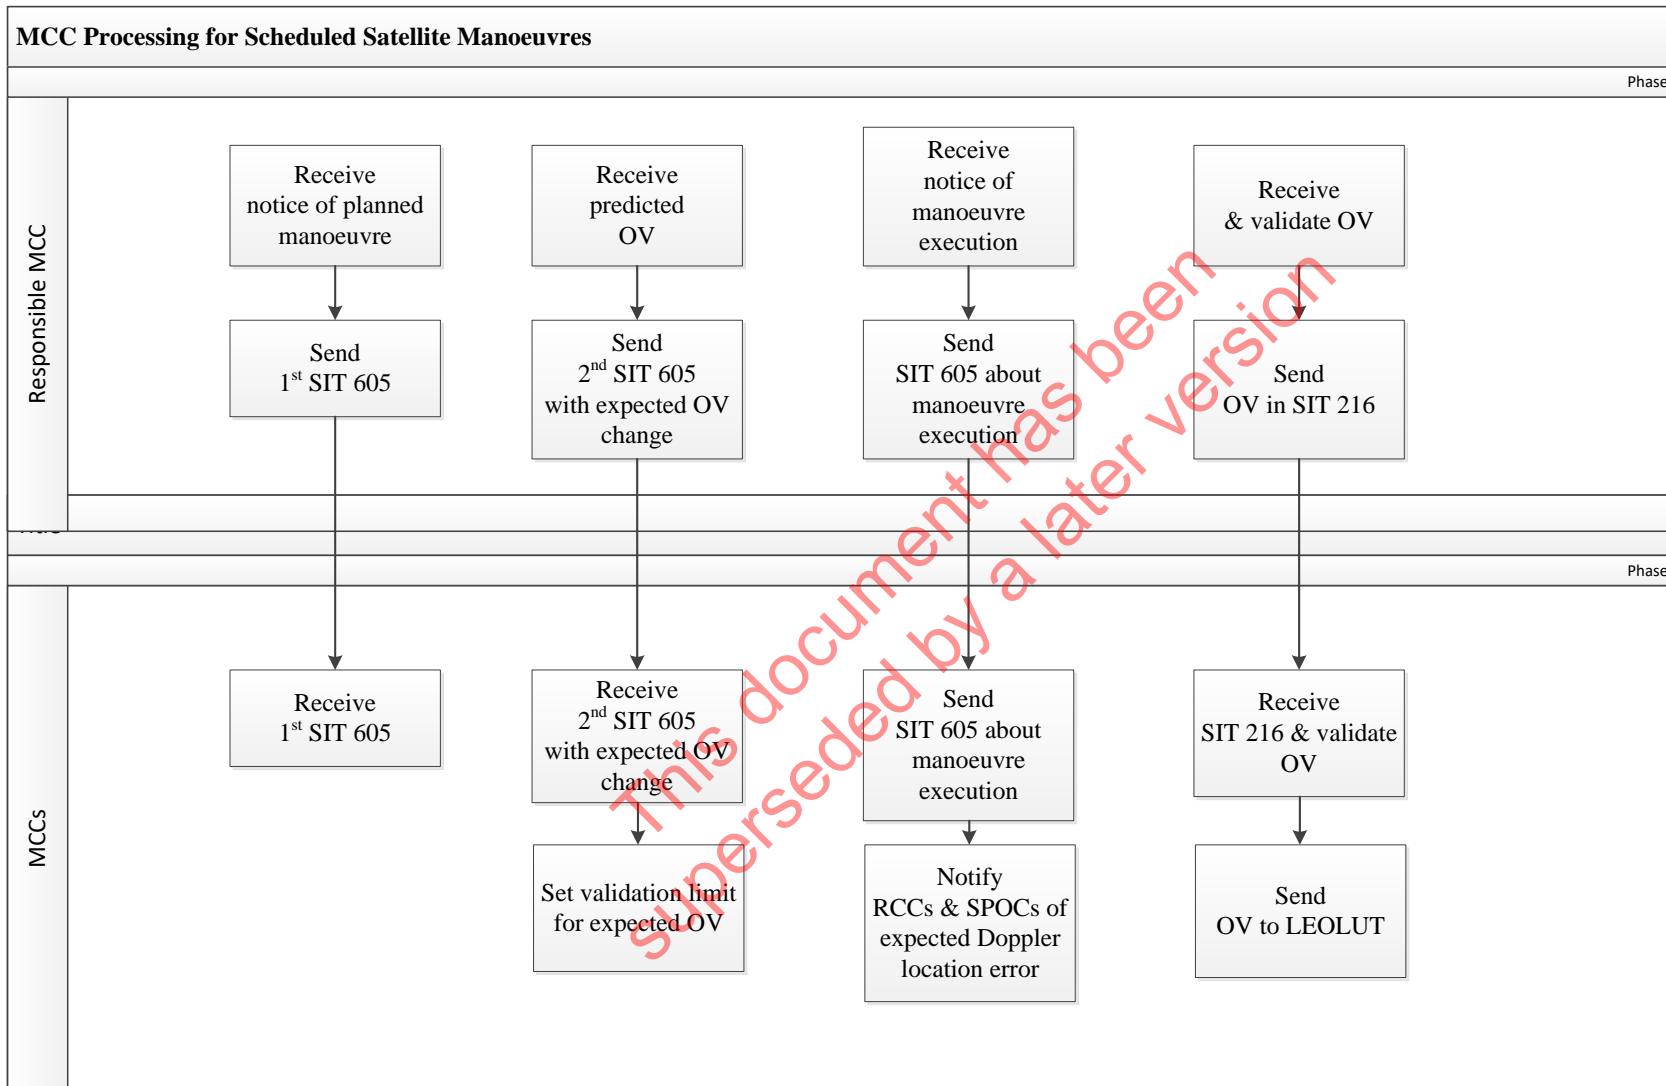 MCC Processing for Scheduled Satellite Manoeuvres
Phase
Responsible MCC
Receive
notice of planned
manoeuvre
Receive
predicted
OV
Receive
notice of
manoeuvre
execution
Receive
& validate OV
Send
1st SIT 605
Send
2nd SIT 605
with expected OV
change
Send
SIT 605 about
manoeuvre
execution
Send
OV in SIT 216
Phase
MCCs
Receive
1st SIT 605
Receive
2nd SIT 605
with expected OV
change
Send
SIT 605 about
manoeuvre
execution
Receive
SIT 216 & validate
OV
Set validation limit
for expected OV
Notify
RCCs & SPOCs of
expected Doppler
location error
Send
OV to LEOLUT
This document has been
superseded by a later version